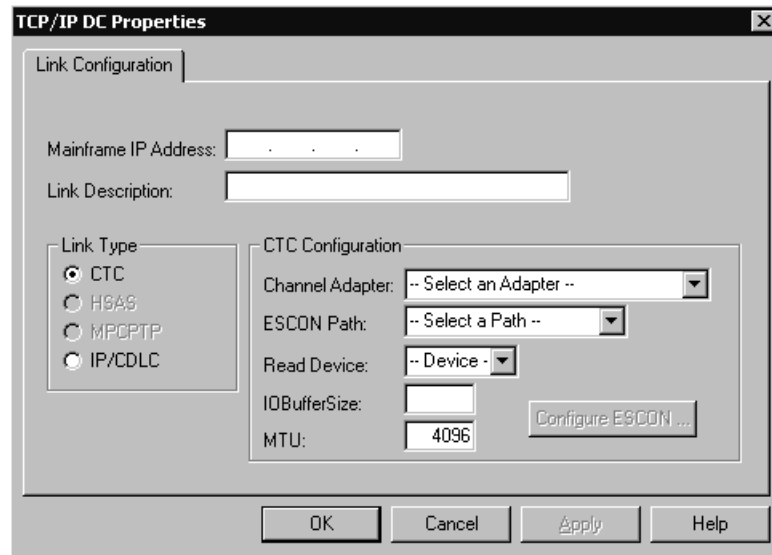 TCP/IP DC Properties
Link Configuration
Mainframe IP Address: . . .
Link Description:
Link Type
CTC
HSAS
MPCPTP
IP/CDLC
CTC Configuration
Channel Adapter: -- Select an Adapter --
ESCON Path: -- Select a Path --
Read Device: -- Device -
IOBufferSize:
MTU: 4096
Configure ESCON ...
OK Cancel Apply Help